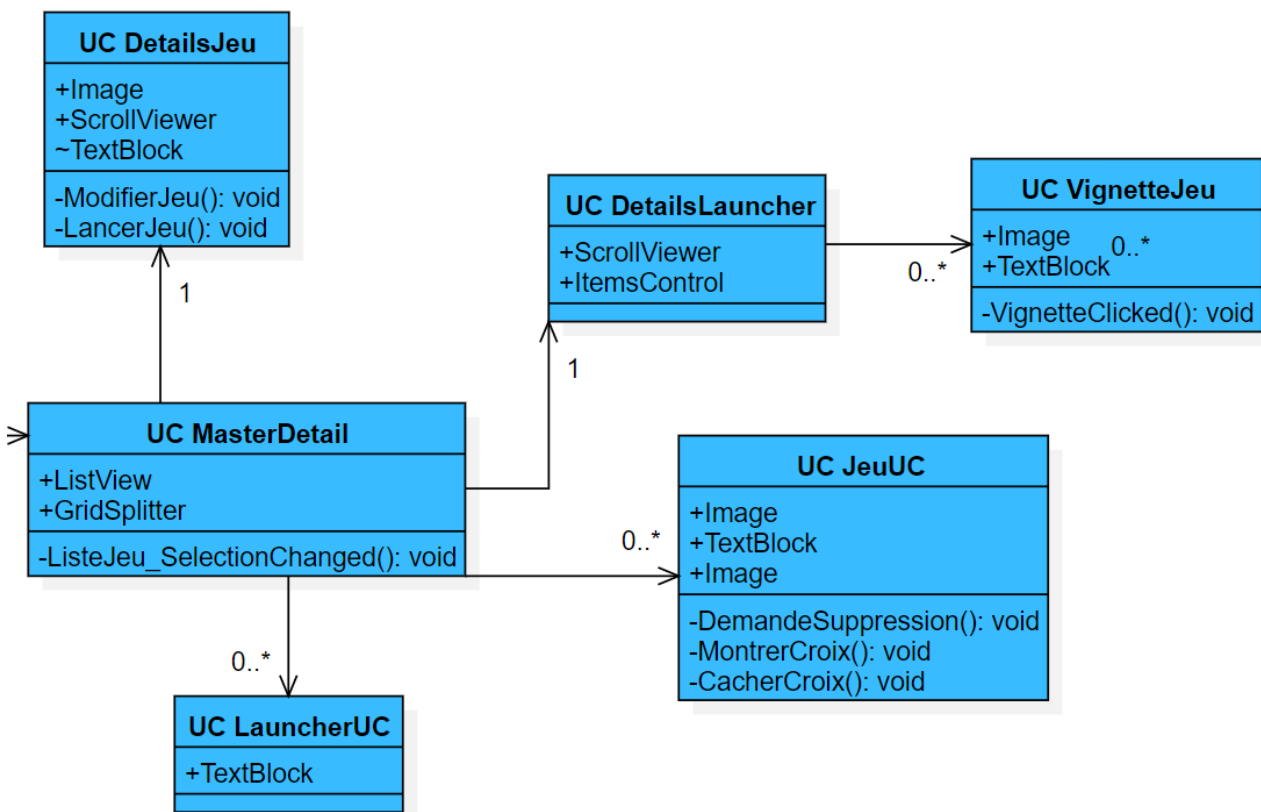 UC DetailsJeu
+Image
+ScrollViewer
~TextBlock
-ModifierJeu(): void
-LancerJeu(): void
1
UC DetailsLauncher
+ScrollViewer
+ItemsControl
1
0..*
UC VignetteJeu
+Image
0..*
+TextBlock
-VignetteClicked(): void
UC MasterDetail
+ListView
+GridSplitter
-ListeJeu_SelectionChanged(): void
0..*
UC JeuUC
+Image
+TextBlock
+Image
-DemandeSuppression(): void
-MontrerCroix(): void
-CacherCroix(): void
0..*
UC LauncherUC
+TextBlock